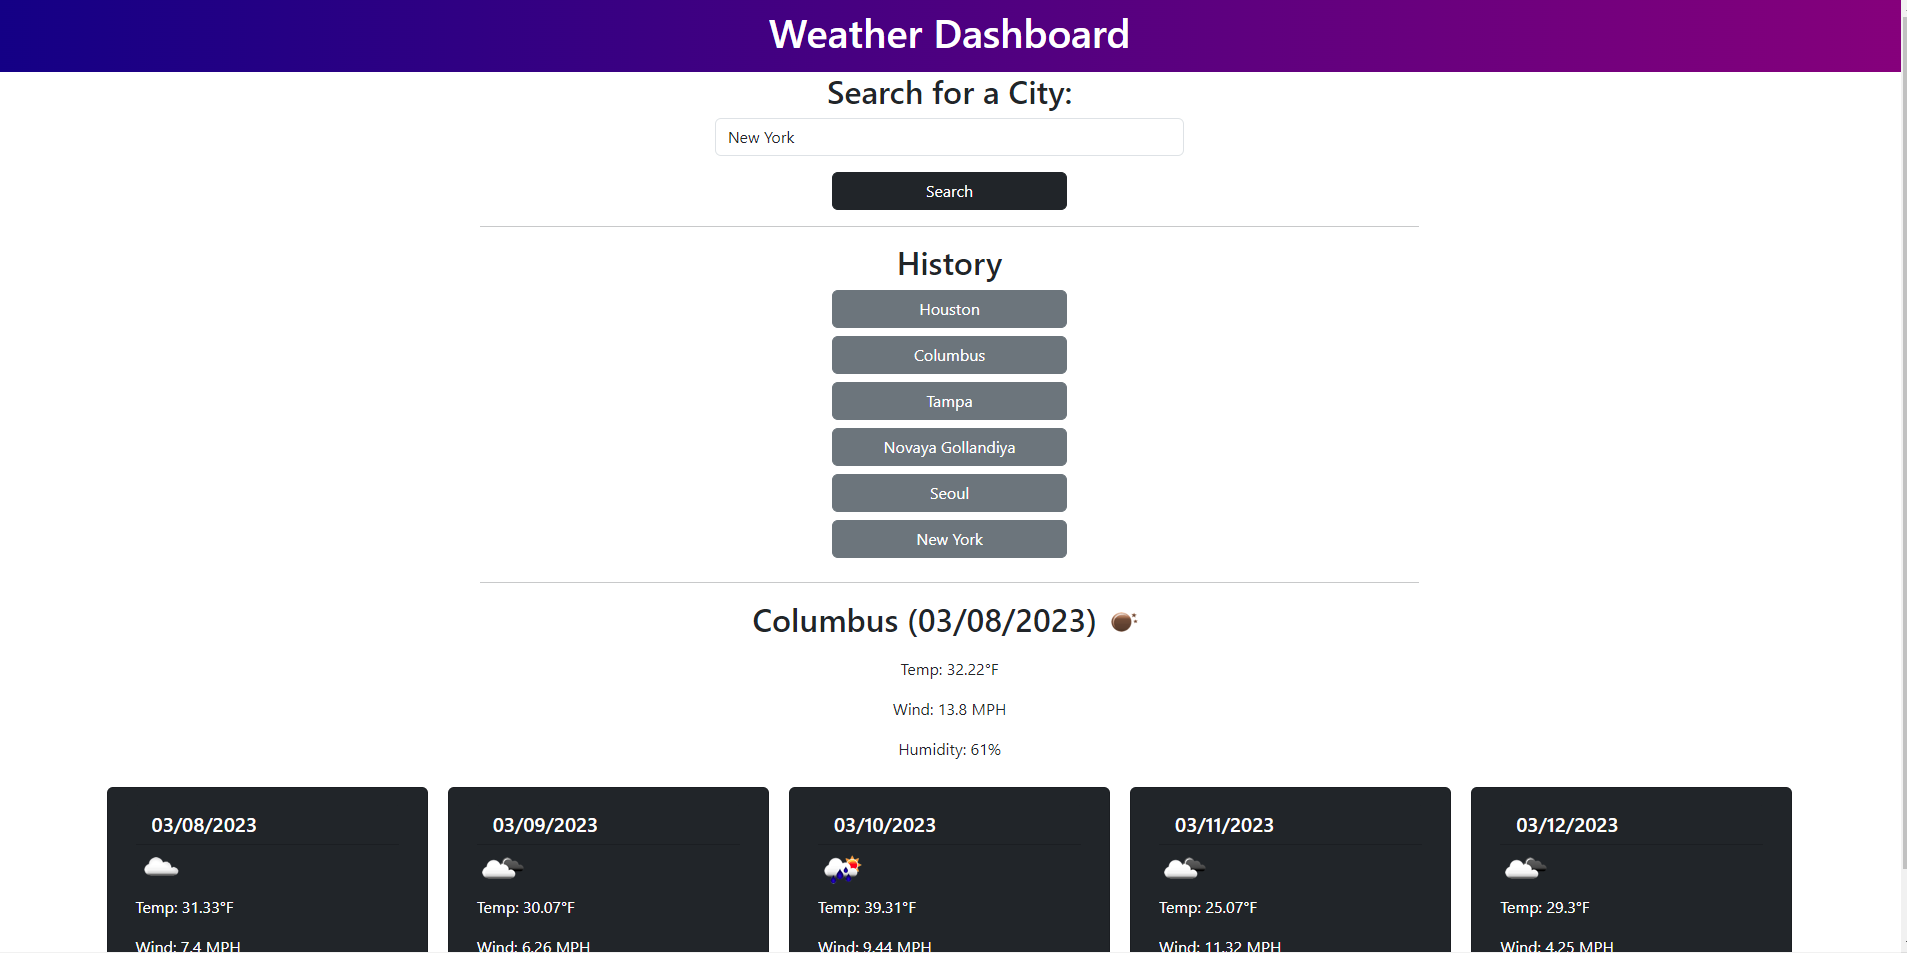 Weather Dashboard
Search for a City:
New York
Search
History
Houston
Columbus
Tampa
Novaya Gollandiya
Seoul
New York
Columbus (03/08/2023)
Temp: 32.22°F
Wind: 13.8 MPH
Humidity: 61%
03/08/2023
Temp: 31.33°F
Wind: 7.4 MPH
03/09/2023
Temp: 30.07°F
Wind: 6.26 MPH
03/10/2023
Temp: 39.31°F
Wind: 9.44 MPH
03/11/2023
Temp: 25.07°F
Wind: 11.32 MPH
03/12/2023
Temp: 29.3°F
Wind: 4.25 MPH